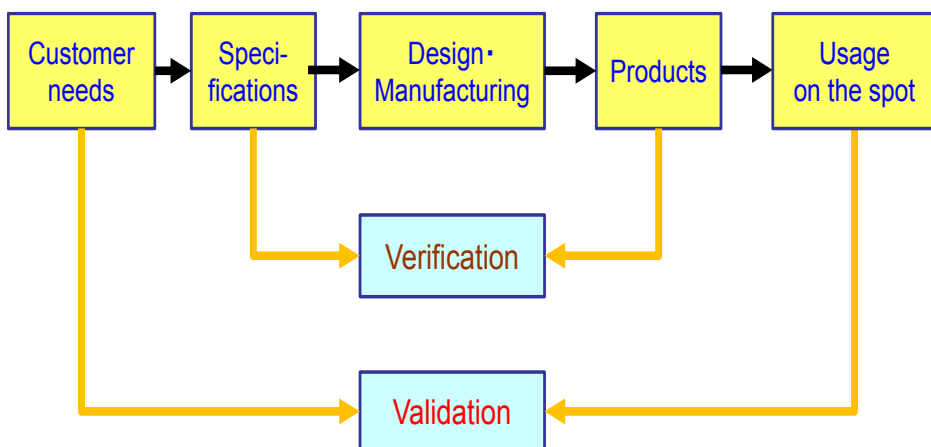 Customer
needs
Speci-
fications
Design・
Manufacturing
Products
Usage
on the spot
Verification
Validation